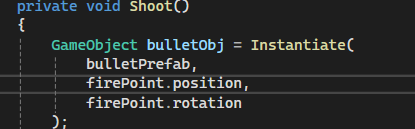 private void Shoot()
{
GameObject bulletObj = Instantiate(
bulletPrefab,
firePoint.position,
firePoint.rotation
);